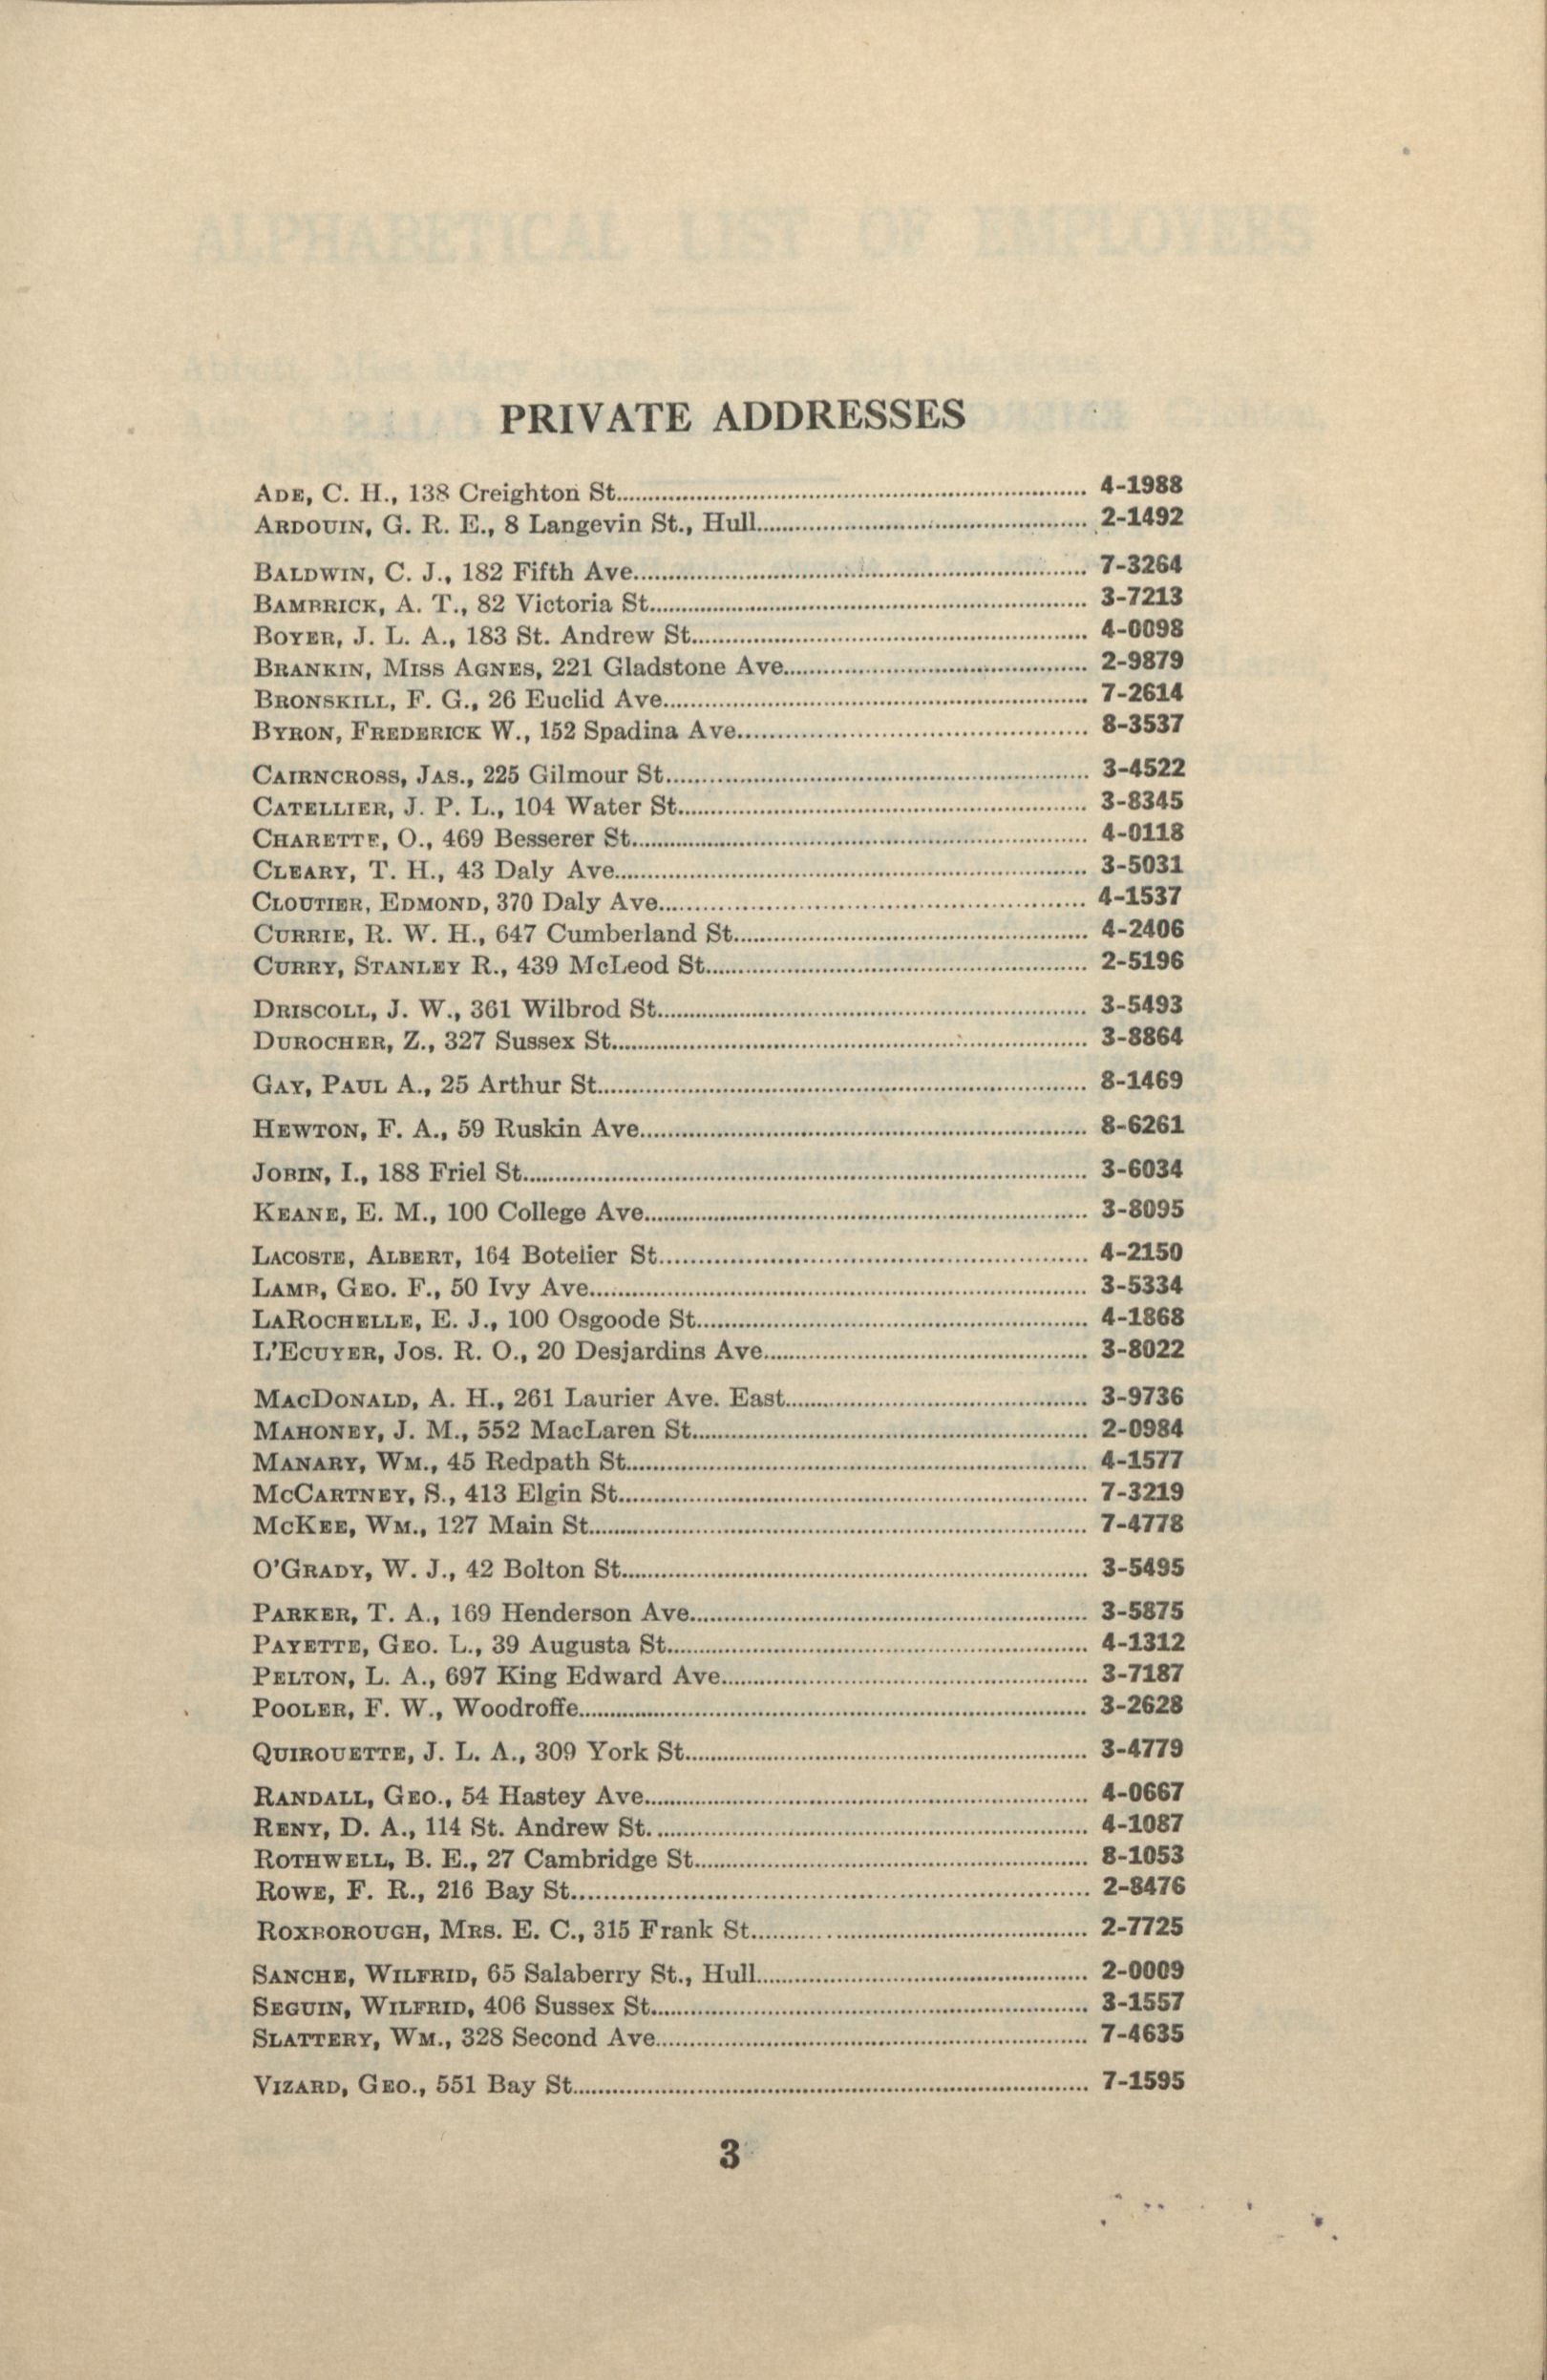 PRIVATE ADDRESSES
ADE, C. H., 138 Creighton St. 4-1988
ARDOUIN, G. R. E., 8 Langevin St., Hull 2-1492
BALDWIN, C. J., 182 Fifth Ave. 7-3264
BAMBRICK, A. T., 82 Victoria St. 3-7213
BOYER, J. L. A., 183 St. Andrew St. 4-0098
BRANKIN, MISS AGNES, 221 Gladstone Ave. 2-9879
BRONSKILL, F. G., 26 Euclid Ave. 7-2614
BYRON, FREDERICK W., 152 Spadina Ave. 8-3537
CAIRNCROSS, JAS., 225 Gilmour St. 3-4522
CATELLIER, J. P. L., 104 Water St. 3-8345
CHARETTE, O., 469 Besserer St. 4-0118
CLEARY, T. H., 43 Daly Ave. 3-5031
CLOUTIER, EDMOND, 370 Daly Ave. 4-1537
CURRIE, R. W. H., 647 Cumberland St. 4-2406
CURRY, STANLEY R., 439 McLeod St. 2-5196
DRISCOLL, J. W., 361 Wilbrod St. 3-5493
DUROCHER, Z., 327 Sussex St. 3-8864
GAY, PAUL A., 25 Arthur St. 8-1469
HEWTON, F. A., 59 Ruskin Ave. 8-6261
JOBIN, I., 188 Friel St. 3-6034
KEANE, E. M., 100 College Ave. 3-8095
LACOSTE, ALBERT, 164 Botelier St. 4-2150
LAMB, GEO. F., 50 Ivy Ave. 3-5334
LAROCHELLE, E. J., 100 Osgoode St. 4-1868
L'ECUYER, JOS. R. O., 20 Desjardins Ave. 3-8022
MACDONALD, A. H., 261 Laurier Ave. East 3-9736
MAHONEY, J. M., 552 MacLaren St. 2-0984
MANARY, WM., 45 Redpath St. 4-1577
MCCARTNEY, S., 413 Elgin St. 7-3219
MCKEE, WM., 127 Main St. 7-4778
O'GRADY, W. J., 42 Bolton St. 3-5495
PARKER, T. A., 169 Henderson Ave. 3-5875
PAYETTE, GEO. L., 39 Augusta St. 4-1312
PELTON, L. A., 697 King Edward Ave. 3-7187
POOLER, F. W., Woodroffe 3-2628
QUIROUETTE, J. L. A., 309 York St. 3-4779
RANDALL, GEO., 54 Hastey Ave. 4-0667
RENY, D. A., 114 St. Andrew St. 4-1087
ROTHWELL, B. E., 27 Cambridge St. 8-1053
ROWE, F. R., 216 Bay St. 2-8476
ROXBOROUGH, MRS. E. C., 315 Frank St. 2-7725
SANCHE, WILFRID, 65 Salaberry St., Hull 2-0009
SEGUIN, WILFRID, 406 Sussex St. 3-1557
SLATTERY, WM., 328 Second Ave. 7-4635
VIZARD, GEO., 551 Bay St. 7-1595
3